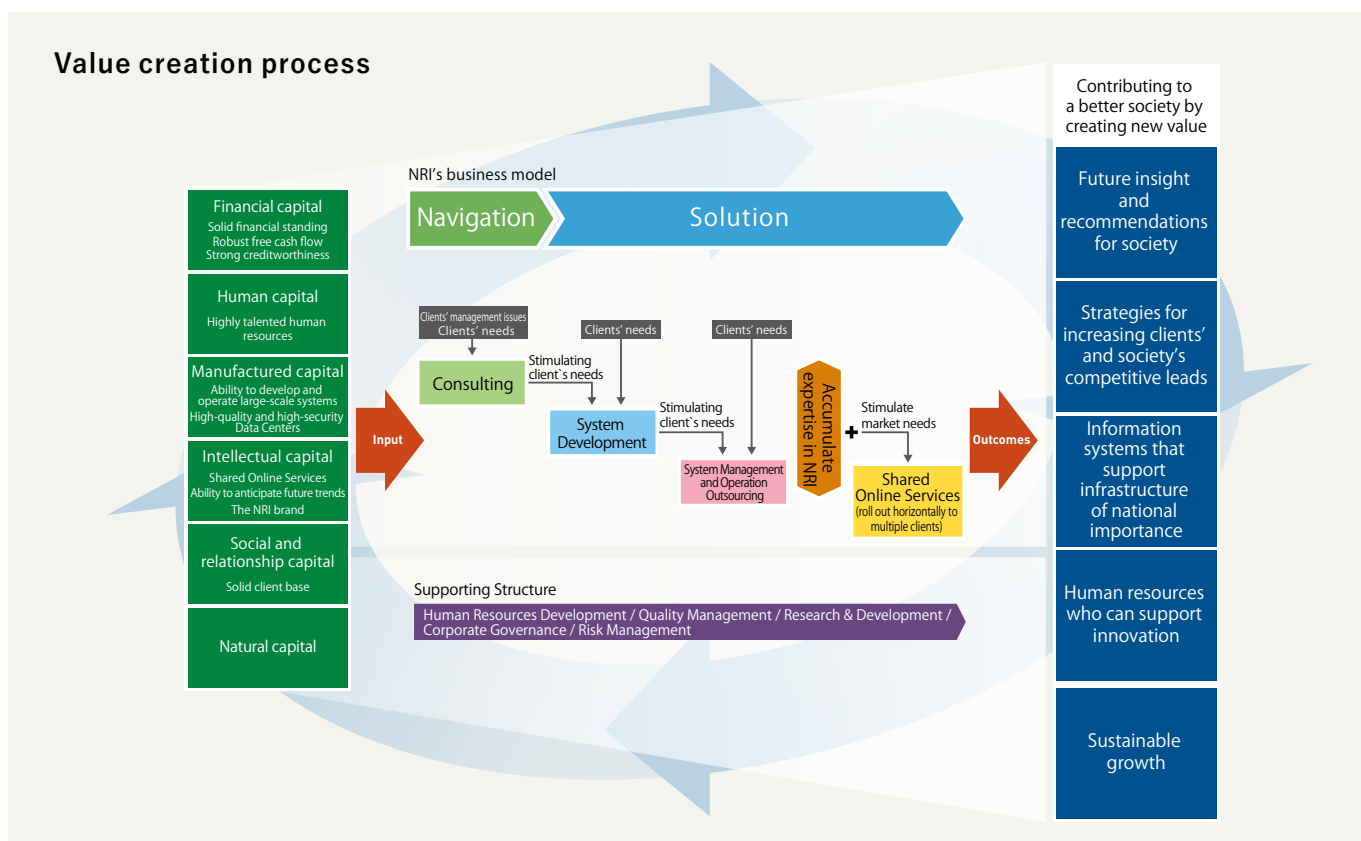 Value creation process
Financial capital
Solid financial standing
Robust free cash flow
Strong creditworthiness
Human capital
Highly talented human
resources
Manufactured capital
Ability to develop and
operate large-scale systems
High-quality and high-security
Data Centers
Intellectual capital
Shared Online Services
Ability to anticipate future trends
The NRI brand
Social and
relationship capital
Solid client base
Natural capital
Input
NRI's business model
Navigation
Solution
Clients' management issues
Clients' needs
Consulting
Stimulating
client`s needs
Clients' needs
System
Development
Stimulating
client`s needs
Clients' needs
System Management
and Operation
Outsourcing
Accumulate
expertise in NRI
+
Stimulate
market needs
Shared
Online Services
(roll out horizontally to
multiple clients)
Supporting Structure
Human Resources Development / Quality Management / Research & Development /
Corporate Governance / Risk Management
Outcomes
Contributing to
a better society by
creating new value
Future insight
and
recommendations
for society
Strategies for
increasing clients'
and society's
competitive leads
Information
systems that
support
infrastructure
of national
importance
Human resources
who can support
innovation
Sustainable
growth